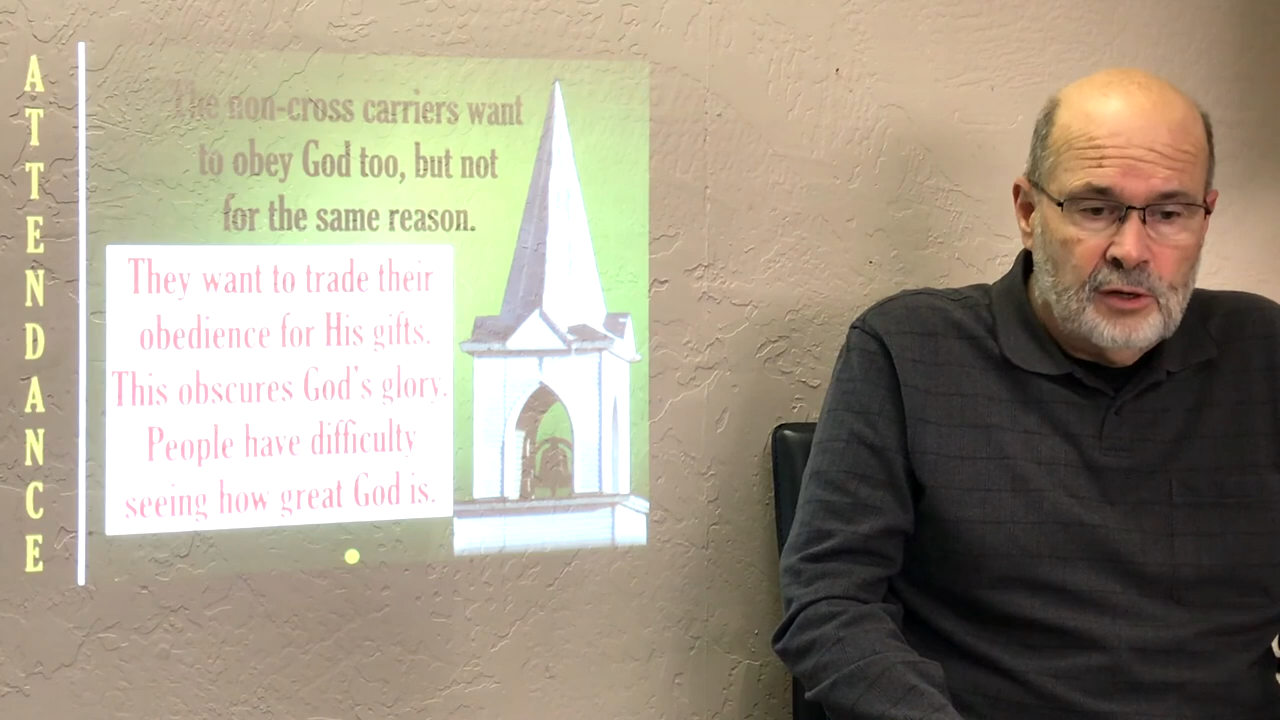 ATTENDANCE
The non-cross carriers want
to obey God too, but not
for the same reason.
They want to trade their
obedience for His gifts.
This obscures God's glory.
People have difficulty
seeing how great God is.